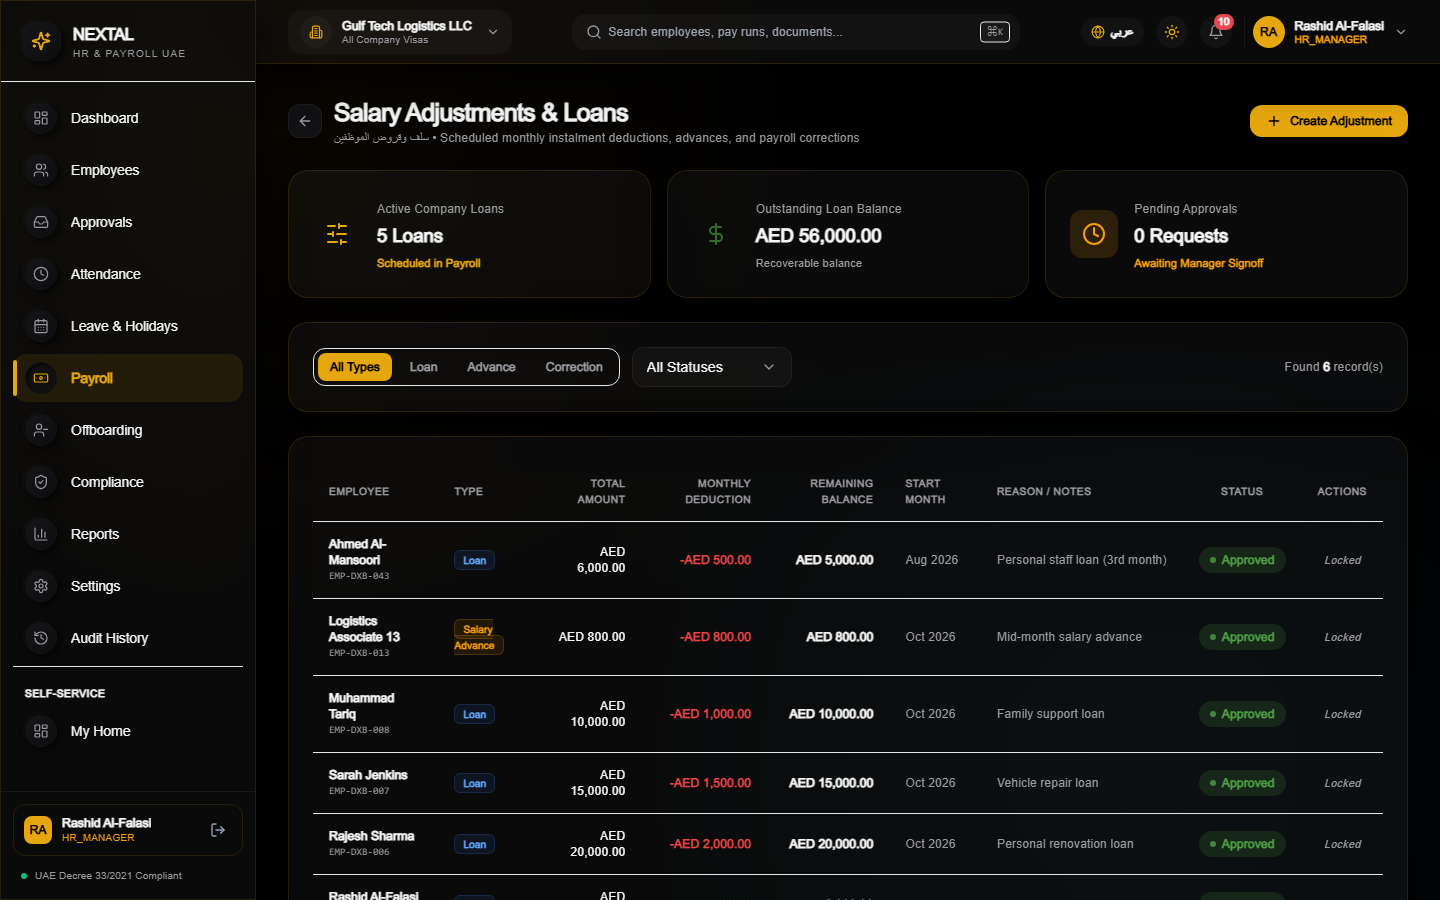 NEXTAL
HR & PAYROLL UAE
Gulf Tech Logistics LLC
All Company Visas
Search employees, pay runs, documents...
⌘K
عربي
10
RA
Rashid Al-Falasi
HR_MANAGER
Dashboard
Employees
Approvals
Attendance
Leave & Holidays
Payroll
Offboarding
Compliance
Reports
Settings
Audit History
SELF-SERVICE
My Home
RA
Rashid Al-Falasi
HR_MANAGER
UAE Decree 33/2021 Compliant
Salary Adjustments & Loans
سلف وقروض الموظفين • Scheduled monthly instalment deductions, advances, and payroll corrections
Create Adjustment
Active Company Loans
5 Loans
Scheduled in Payroll
Outstanding Loan Balance
AED 56,000.00
Recoverable balance
Pending Approvals
0 Requests
Awaiting Manager Signoff
All Types
Loan
Advance
Correction
All Statuses
Found 6 record(s)
EMPLOYEE
TYPE
TOTAL
AMOUNT
MONTHLY
DEDUCTION
REMAINING
BALANCE
START
MONTH
REASON / NOTES
STATUS
ACTIONS
Ahmed Al-
Mansoori
EMP-DXB-043
Loan
AED
6,000.00
-AED 500.00
AED 5,000.00
Aug 2026
Personal staff loan (3rd month)
Approved
Locked
Logistics
Associate 13
EMP-DXB-013
Salary
Advance
AED 800.00
-AED 800.00
AED 800.00
Oct 2026
Mid-month salary advance
Approved
Locked
Muhammad
Tariq
EMP-DXB-008
Loan
AED
10,000.00
-AED 1,000.00
AED 10,000.00
Oct 2026
Family support loan
Approved
Locked
Sarah Jenkins
EMP-DXB-007
Loan
AED
15,000.00
-AED 1,500.00
AED 15,000.00
Oct 2026
Vehicle repair loan
Approved
Locked
Rajesh Sharma
EMP-DXB-006
Loan
AED
20,000.00
-AED 2,000.00
AED 20,000.00
Oct 2026
Personal renovation loan
Approved
Locked
Rashid Al-Falasi
AED